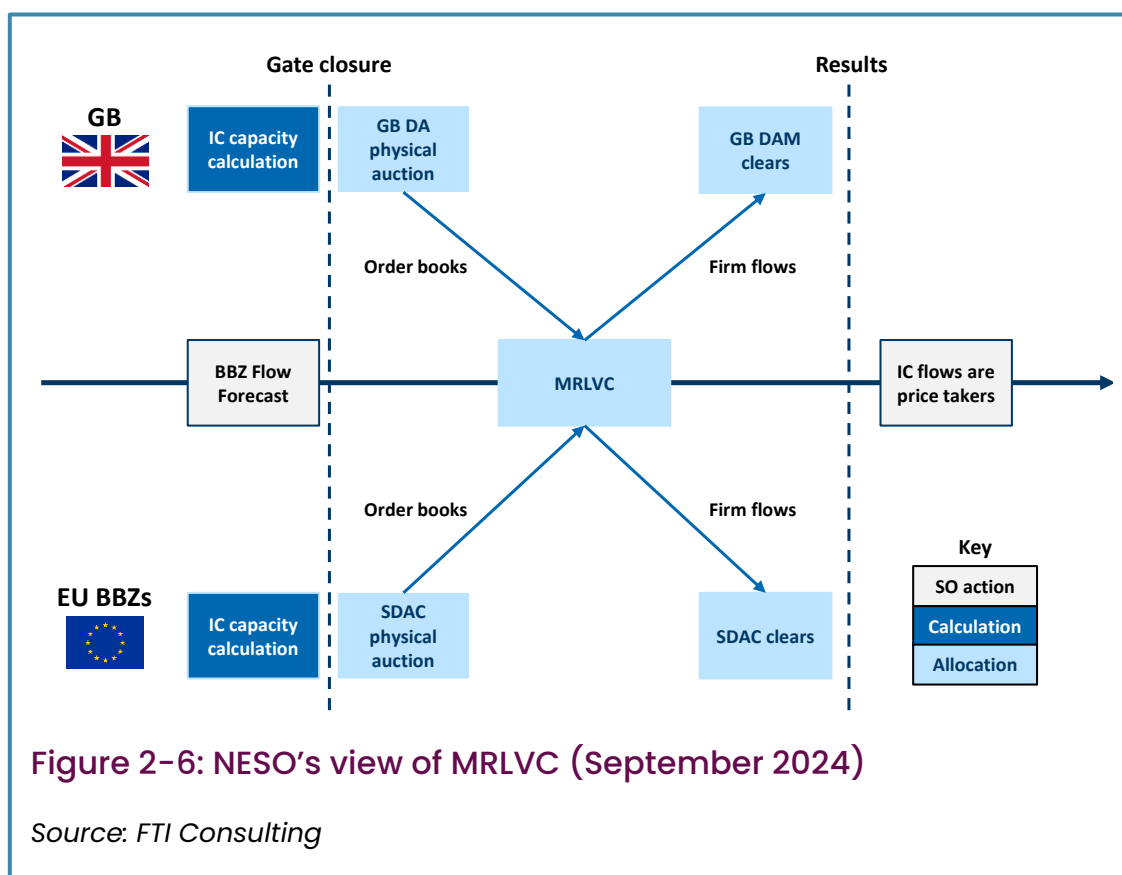 Gate closure
Results
GB
IC capacity
calculation
GB DA
physical
auction
GB DAM
clears
Order books
Firm flows
BBZ Flow
Forecast
MRLVC
IC flows are
price takers
Order books
Firm flows
EU BBZs
IC capacity
calculation
SDAC
physical
auction
SDAC clears
Key
SO action
Calculation
Allocation
Figure 2-6: NESO’s view of MRLVC (September 2024)
Source: FTI Consulting